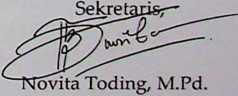 Sekretaris,
Novita Toding, M.Pd.